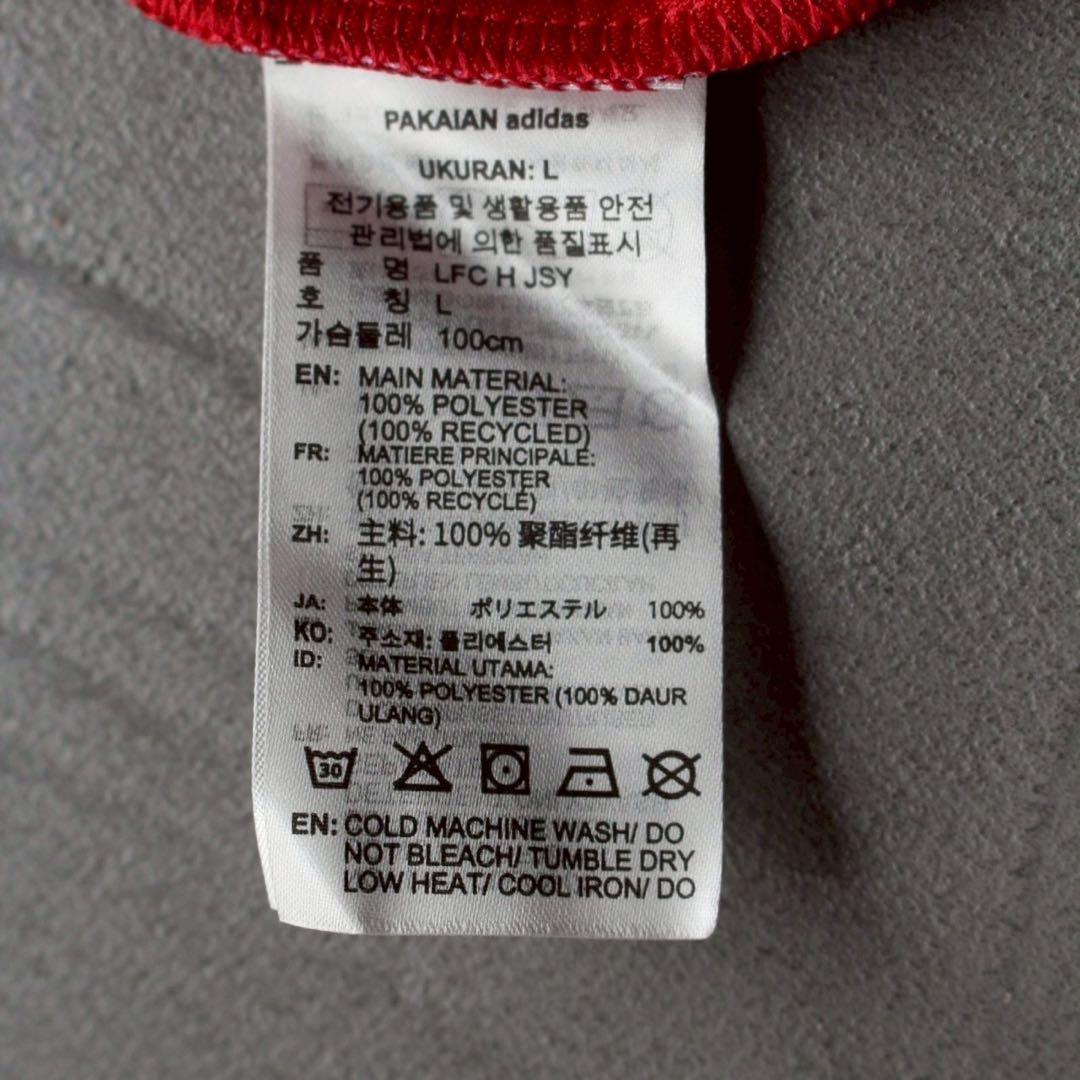 PAKAIAN adidas
UKURAN: L
전기용품 및 생활용품 안전
관리법에 의한 품질표시
품 명 LFC H JSY
호 칭 L
가슴둘레 100cm
EN: MAIN MATERIAL:
100% POLYESTER
(100% RECYCLED)
FR: MATIERE PRINCIPALE:
100% POLYESTER
(100% RECYCLE)
ZH: 主料: 100% 聚酯纤维(再
生)
JA: 本体 ポリエステル 100%
KO: 주소재: 폴리에스터 100%
ID: MATERIAL UTAMA:
100% POLYESTER (100% DAUR
ULANG)
30
EN: COLD MACHINE WASH/ DO
NOT BLEACH/ TUMBLE DRY
LOW HEAT/ COOL IRON/ DO